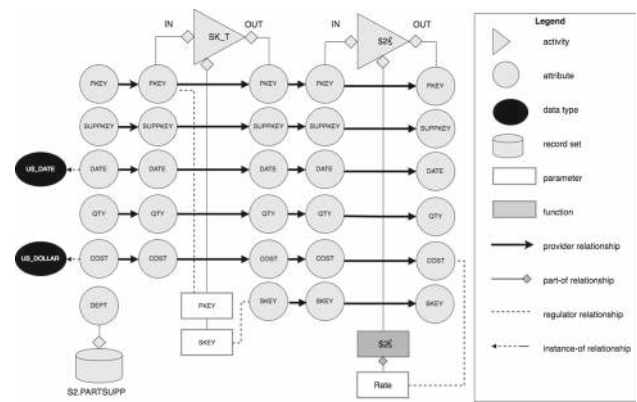 IN
SK_T
OUT
IN
$2£
OUT
PKEY
PKEY
PKEY
PKEY
PKEY
SUPPKEY
SUPPKEY
SUPPKEY
SUPPKEY
SUPPKEY
US_DATE
DATE
DATE
DATE
DATE
DATE
QTY
QTY
QTY
QTY
QTY
US_DOLLAR
COST
COST
COST
COST
COST
DEPT
PKEY
SKEY
SKEY
SKEY
SKEY
$2£
Rate
S2.PARTSUPP
Legend
activity
attribute
data type
record set
parameter
function
provider relationship
part-of relationship
regulator relationship
instance-of relationship